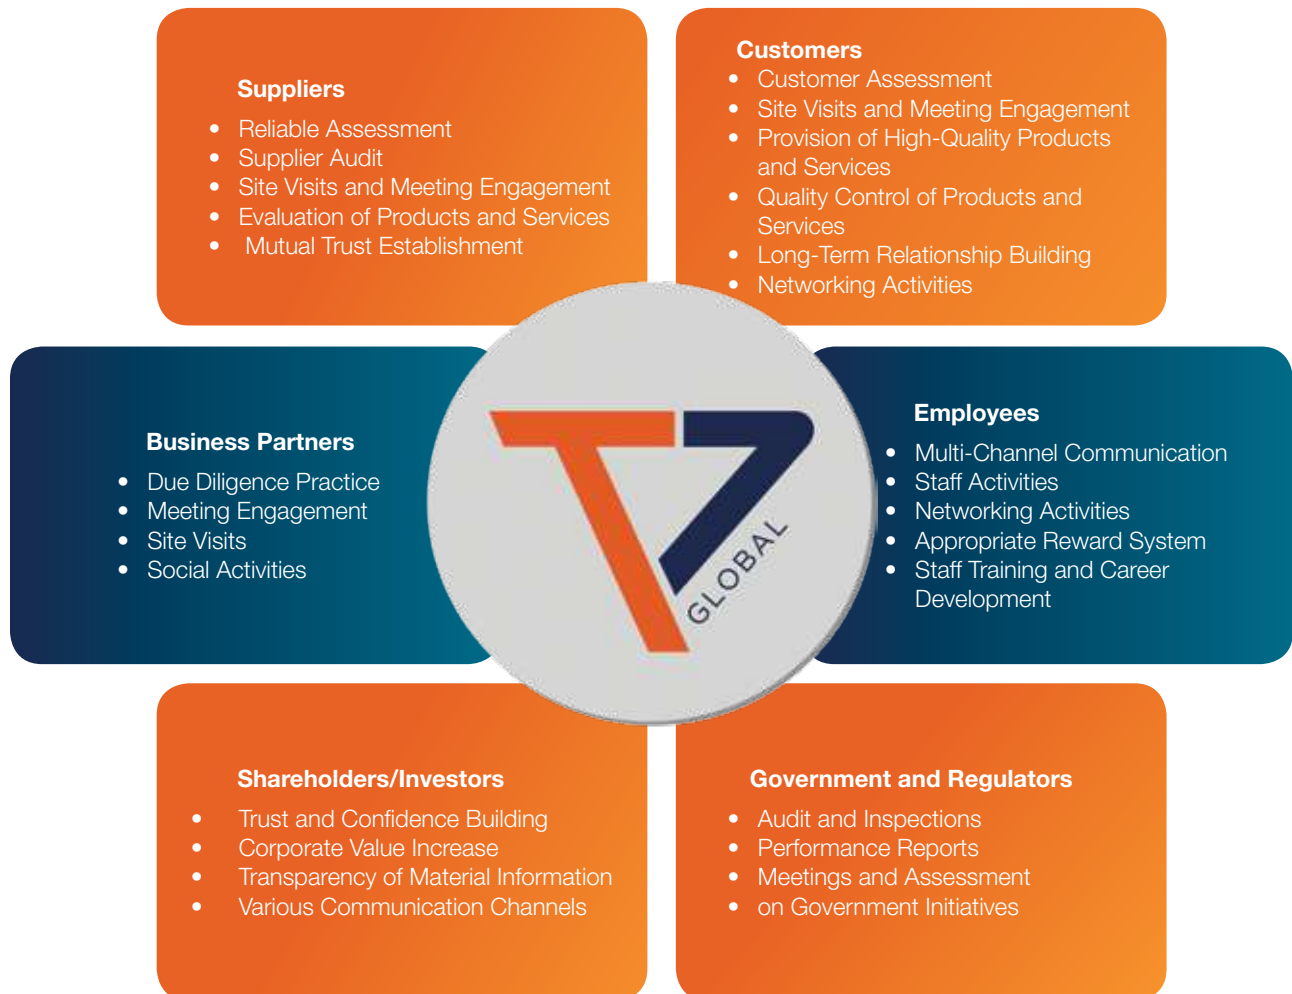 Suppliers
• Reliable Assessment
• Supplier Audit
• Site Visits and Meeting Engagement
• Evaluation of Products and Services
• Mutual Trust Establishment
Customers
• Customer Assessment
• Site Visits and Meeting Engagement
• Provision of High-Quality Products
and Services
• Quality Control of Products and
Services
• Long-Term Relationship Building
• Networking Activities
Business Partners
• Due Diligence Practice
• Meeting Engagement
• Site Visits
• Social Activities
T7
GLOBAL
Employees
• Multi-Channel Communication
• Staff Activities
• Networking Activities
• Appropriate Reward System
• Staff Training and Career
Development
Shareholders/Investors
• Trust and Confidence Building
• Corporate Value Increase
• Transparency of Material Information
• Various Communication Channels
Government and Regulators
• Audit and Inspections
• Performance Reports
• Meetings and Assessment
• on Government Initiatives